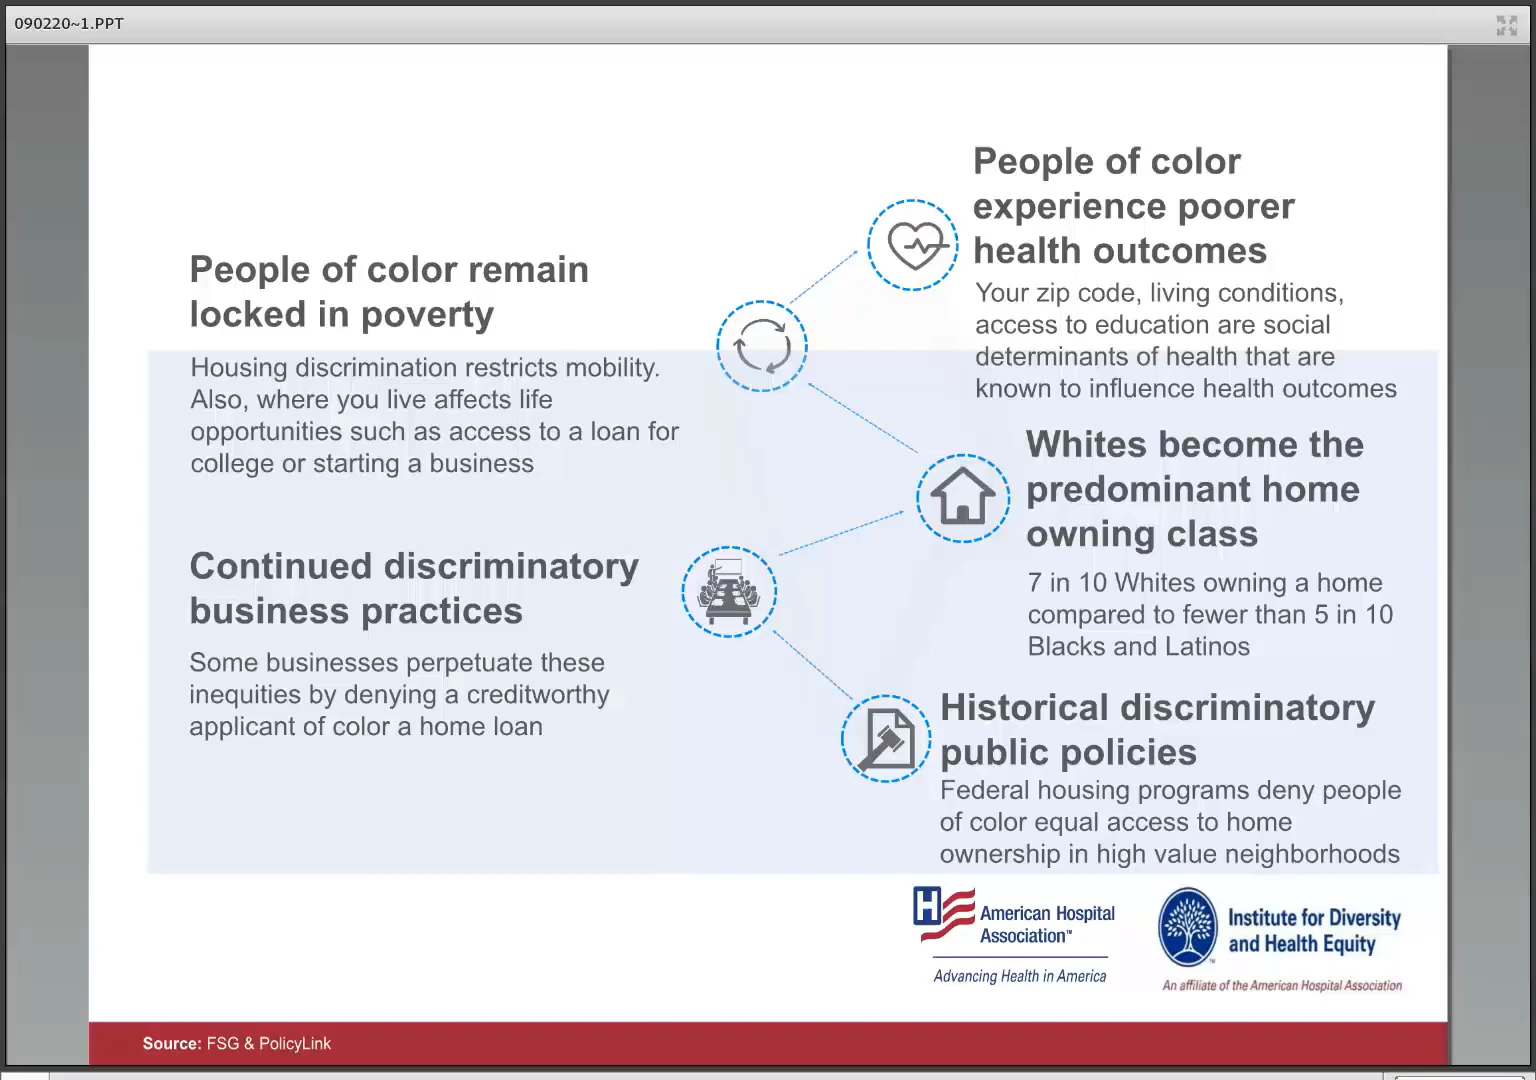 090220~1.PPT
People of color
experience poorer
health outcomes
Your zip code, living conditions,
access to education are social
determinants of health that are
known to influence health outcomes
People of color remain
locked in poverty
Housing discrimination restricts mobility.
Also, where you live affects life
opportunities such as access to a loan for
college or starting a business
Whites become the
predominant home
owning class
7 in 10 Whites owning a home
compared to fewer than 5 in 10
Blacks and Latinos
Continued discriminatory
business practices
Some businesses perpetuate these
inequities by denying a creditworthy
applicant of color a home loan
Historical discriminatory
public policies
Federal housing programs deny people
of color equal access to home
ownership in high value neighborhoods
H
American Hospital
Association™
Advancing Health in America
Institute for Diversity
and Health Equity
An affiliate of the American Hospital Association
Source: FSG & PolicyLink